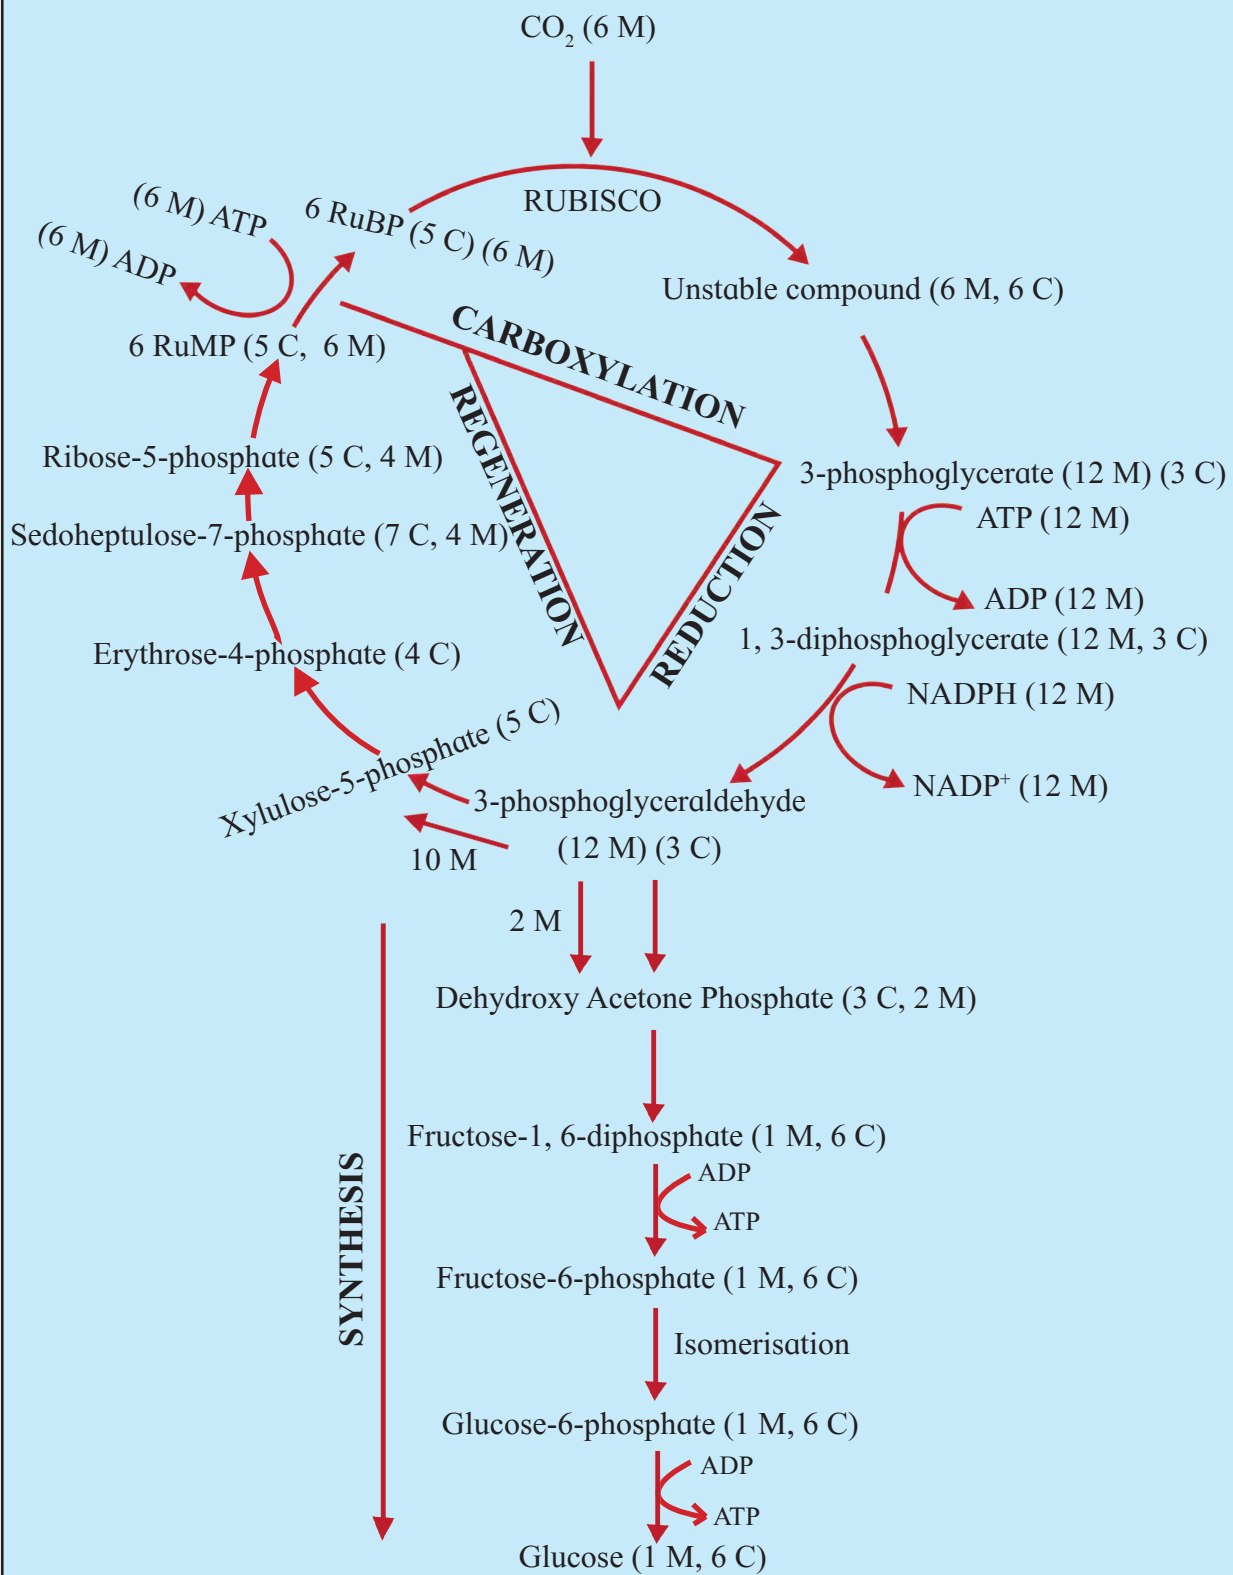 CO₂ (6 M)
RUBISCO
(6 M) ATP
6 RuBP (5 C) (6 M)
(6 M) ADP
Unstable compound (6 M, 6 C)
6 RuMP (5 C, 6 M)
CARBOXYLATION
REGENERATION
REDUCTION
Ribose-5-phosphate (5 C, 4 M)
3-phosphoglycerate (12 M) (3 C)
ATP (12 M)
Sedoheptulose-7-phosphate (7 C, 4 M)
ADP (12 M)
1, 3-diphosphoglycerate (12 M, 3 C)
Erythrose-4-phosphate (4 C)
NADPH (12 M)
Xylulose-5-phosphate (5 C)
NADP⁺ (12 M)
3-phosphoglyceraldehyde
(12 M) (3 C)
10 M
2 M
Dehydroxy Acetone Phosphate (3 C, 2 M)
Fructose-1, 6-diphosphate (1 M, 6 C)
ADP
ATP
SYNTHESIS
Fructose-6-phosphate (1 M, 6 C)
Isomerisation
Glucose-6-phosphate (1 M, 6 C)
ADP
ATP
Glucose (1 M, 6 C)